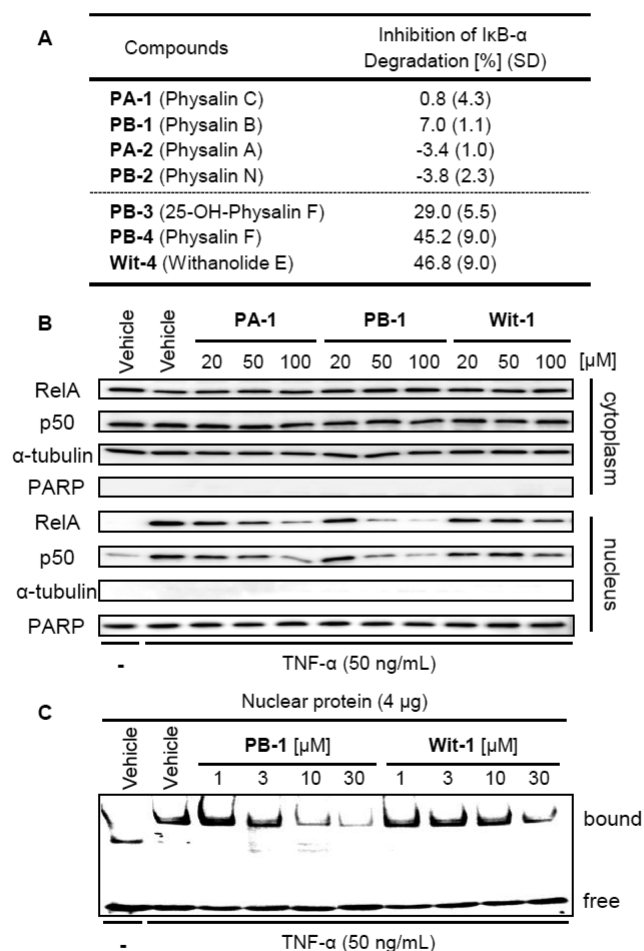 A
Compounds
Inhibition of IκB-α
Degradation [%] (SD)
PA-1 (Physalin C) 0.8 (4.3)
PB-1 (Physalin B) 7.0 (1.1)
PA-2 (Physalin A) -3.4 (1.0)
PB-2 (Physalin N) -3.8 (2.3)
PB-3 (25-OH-Physalin F) 29.0 (5.5)
PB-4 (Physalin F) 45.2 (9.0)
Wit-4 (Withanolide E) 46.8 (9.0)
B
Vehicle Vehicle PA-1 PB-1 Wit-1
20 50 100 20 50 100 20 50 100 [μM]
RelA
p50
α-tubulin
PARP
cytoplasm
RelA
p50
α-tubulin
PARP
nucleus
- TNF-α (50 ng/mL)
Nuclear protein (4 μg)
C
Vehicle Vehicle PB-1 [μM] Wit-1 [μM]
1 3 10 30 1 3 10 30
bound
free
- TNF-α (50 ng/mL)